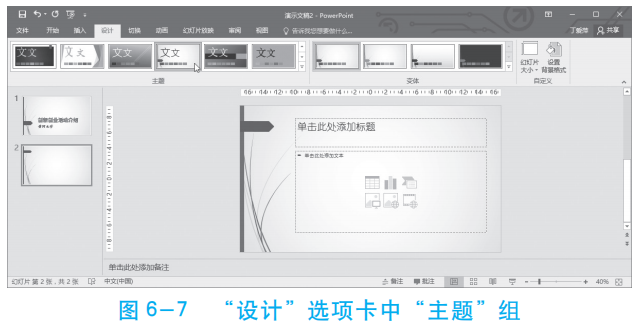 演示文稿2 - PowerPoint
文件 开始 插入 设计 切换 动画 幻灯片放映 审阅 视图 告诉我您想要做什么... 共享
文文 文文 文文 文文 文文 文文
幻灯片大小 设置背景格式
主题 变体 自定义
1
2
单击此处添加标题
单击此处添加文本
单击此处添加备注
幻灯片 第 2 张，共 2 张 中文(中国) 备注 批注 40%
图 6-7 “设计”选项卡中“主题”组